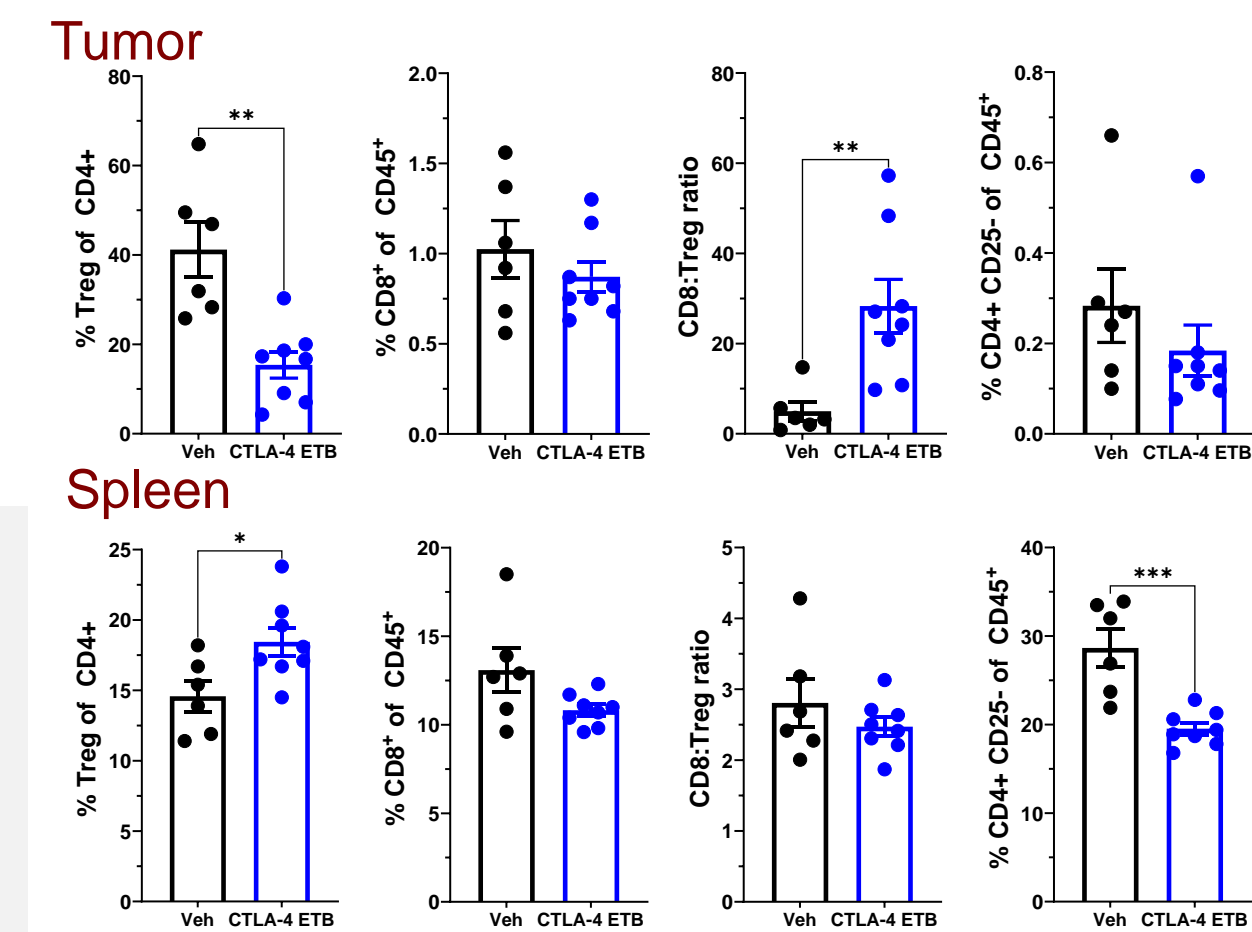 Tumor
% Treg of CD4+
80
60
40
20
0
**
Veh CTLA-4 ETB
% CD8⁺ of CD45⁺
2.0
1.5
1.0
0.5
0.0
Veh CTLA-4 ETB
CD8:Treg ratio
80
60
40
20
0
**
Veh CTLA-4 ETB
% CD4+ CD25- of CD45⁺
0.8
0.6
0.4
0.2
0.0
Veh CTLA-4 ETB
Spleen
% Treg of CD4+
25
20
15
10
5
0
*
Veh CTLA-4 ETB
% CD8⁺ of CD45⁺
20
15
10
5
0
Veh CTLA-4 ETB
CD8:Treg ratio
5
4
3
2
1
0
Veh CTLA-4 ETB
% CD4+ CD25- of CD45⁺
40
30
20
10
0
***
Veh CTLA-4 ETB